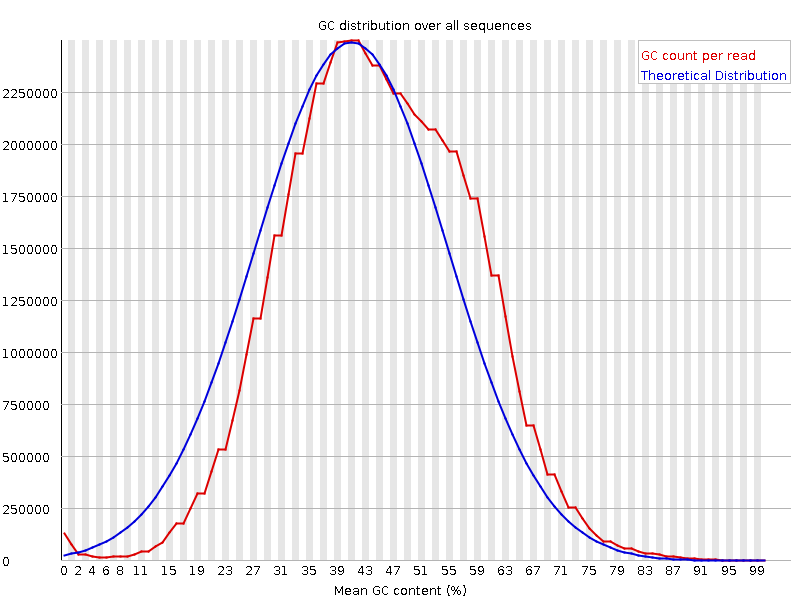 GC distribution over all sequences
GC count per read
Theoretical Distribution
2250000
2000000
1750000
1500000
1250000
1000000
750000
500000
250000
0
0 2 4 6 8 11 15 19 23 27 31 35 39 43 47 51 55 59 63 67 71 75 79 83 87 91 95 99
Mean GC content (%)